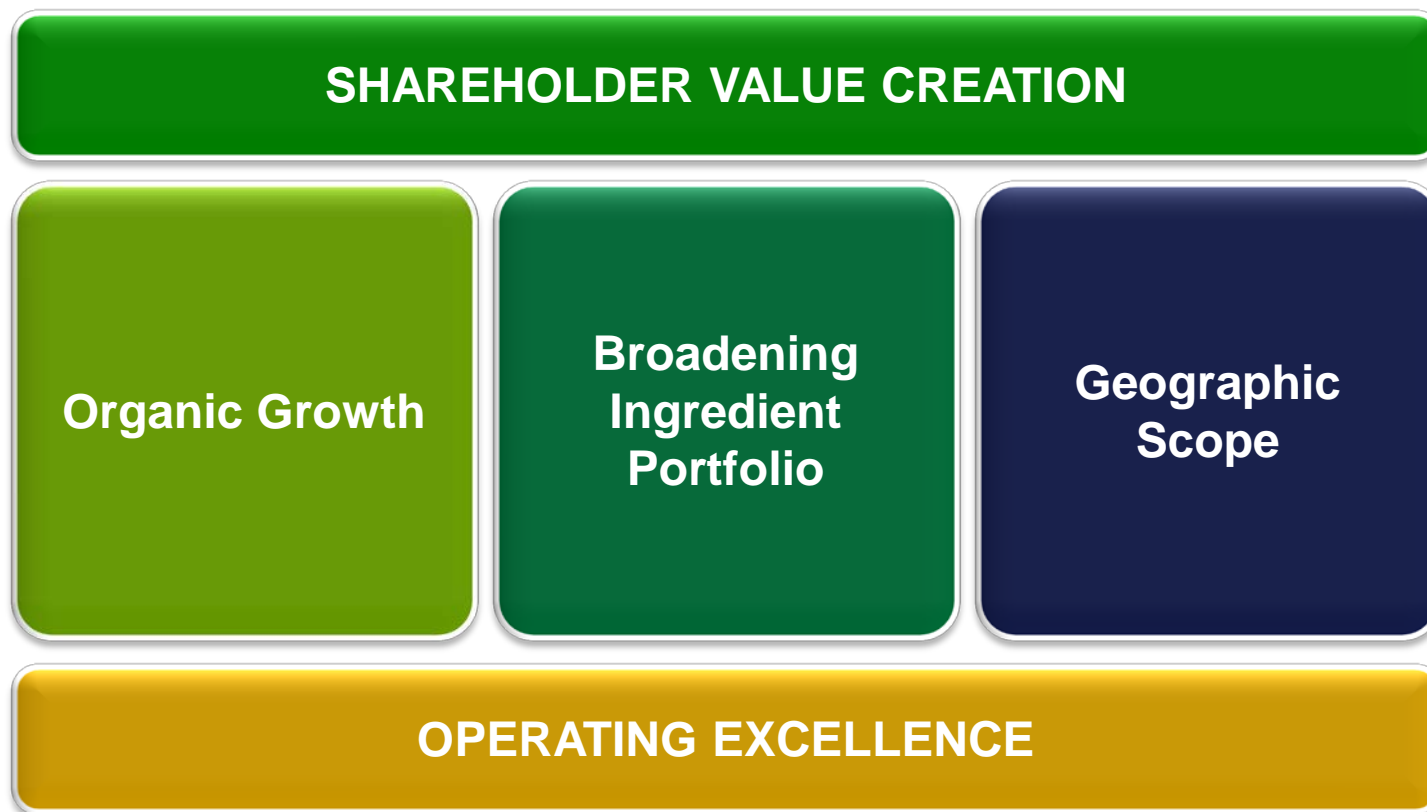 SHAREHOLDER VALUE CREATION
Organic Growth
Broadening
Ingredient
Portfolio
Geographic
Scope
OPERATING EXCELLENCE